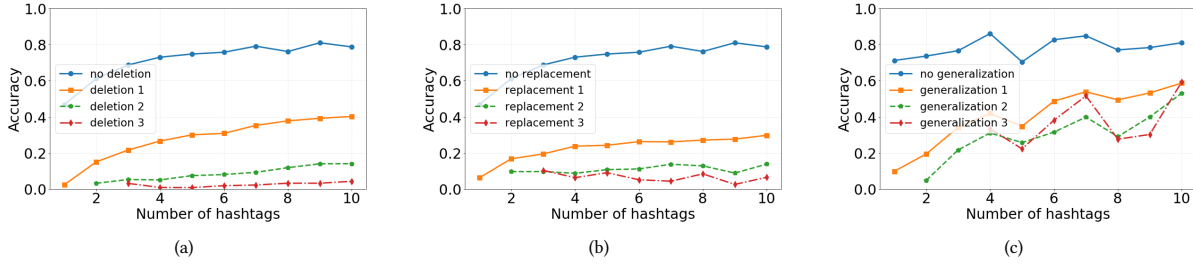 1.0
0.8
0.6
0.4
0.2
0.0
Accuracy
no deletion
deletion 1
deletion 2
deletion 3
2 4 6 8 10
Number of hashtags
(a)
1.0
0.8
0.6
0.4
0.2
0.0
Accuracy
no replacement
replacement 1
replacement 2
replacement 3
2 4 6 8 10
Number of hashtags
(b)
1.0
0.8
0.6
0.4
0.2
0.0
Accuracy
no generalization
generalization 1
generalization 2
generalization 3
2 4 6 8 10
Number of hashtags
(c)